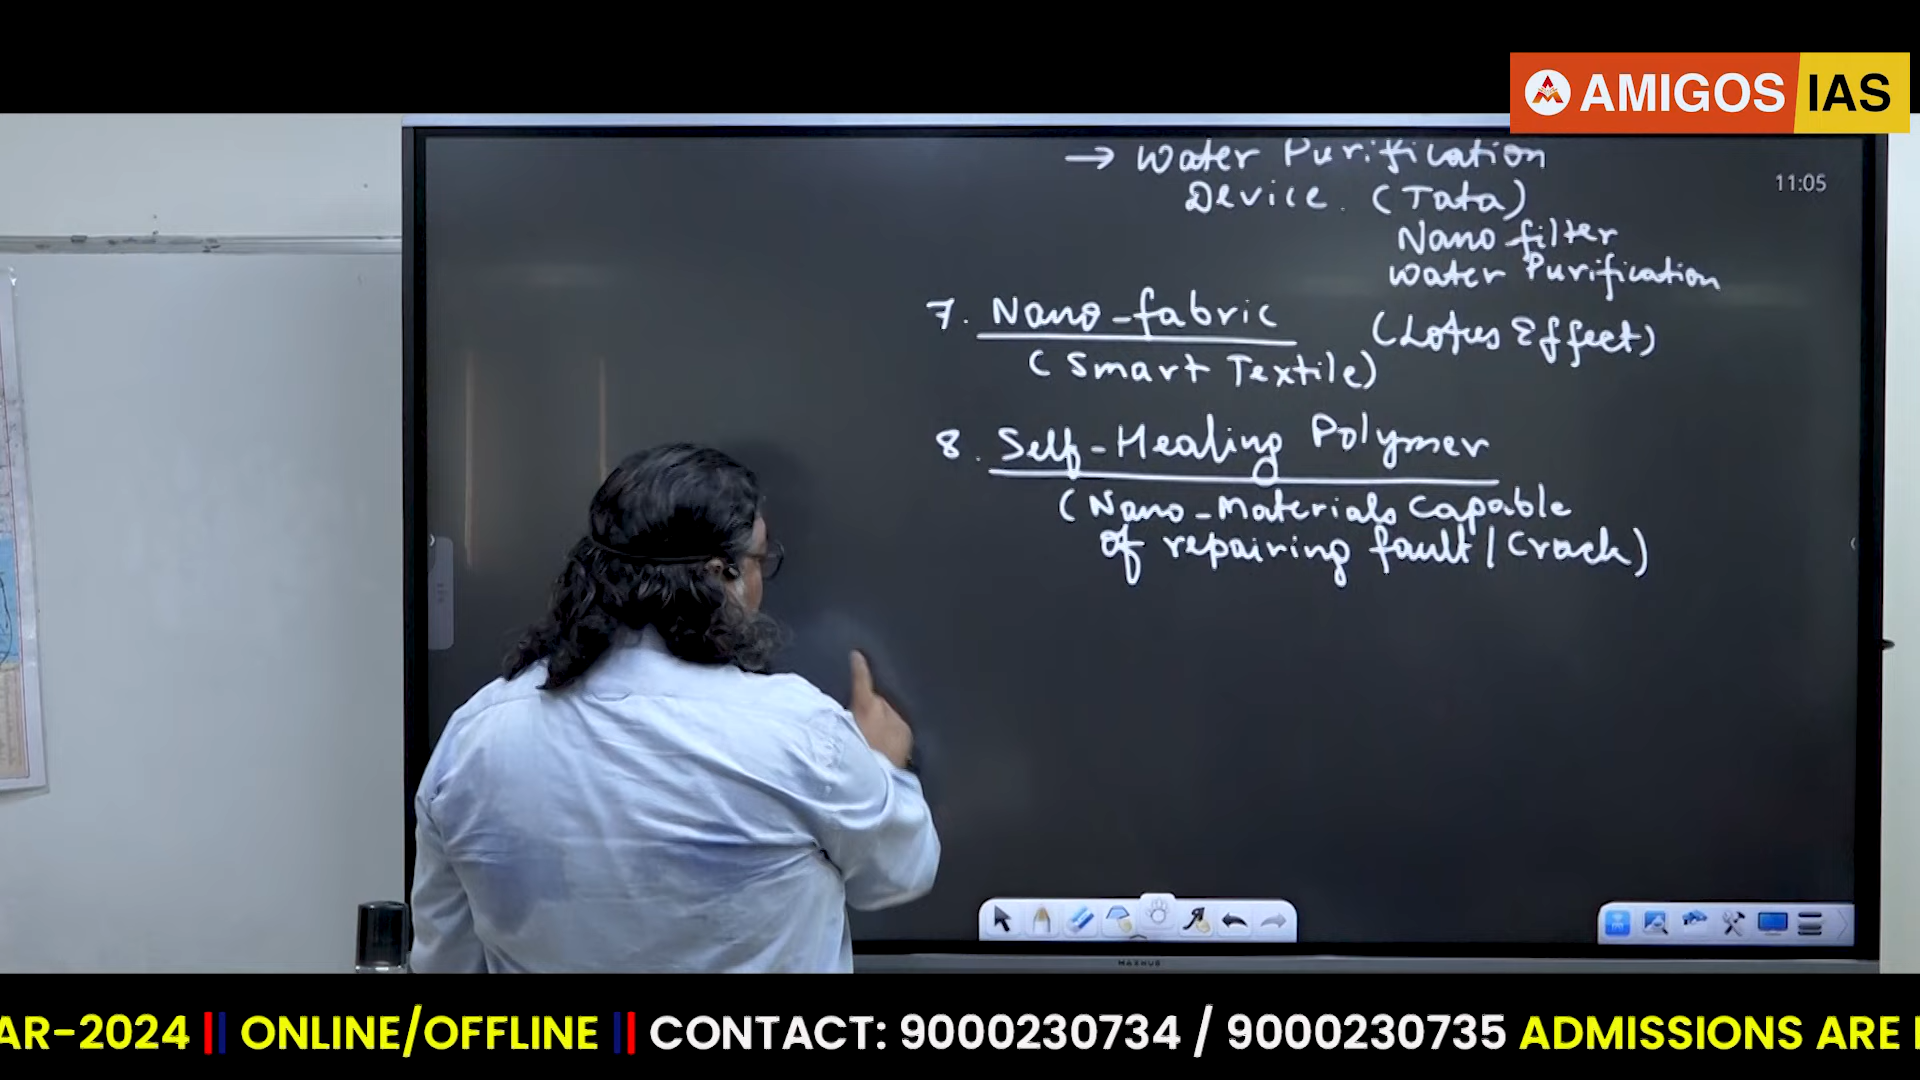 AMIGOS IAS
→ Water Purification
Device. (Tata)
11:05
Nano filter
Water Purification
7. Nano-fabric (Lotus Effect)
(Smart Textile)
8. Self-Healing Polymer
(Nano-Materials Capable
of repairing fault/Crack)
MAXHUB
AR-2024 || ONLINE/OFFLINE || CONTACT: 9000230734 / 9000230735 ADMISSIONS ARE